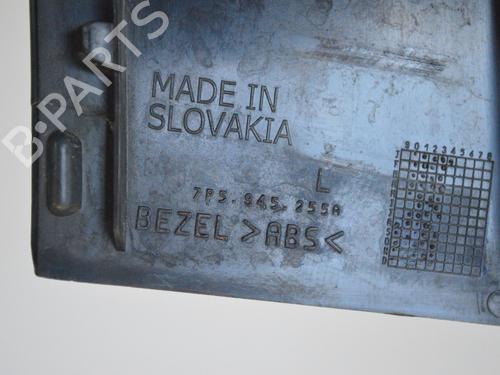 B-PARTS
MADE IN
SLOVAKIA
L
7P5.945.255A
BEZEL >ABS<